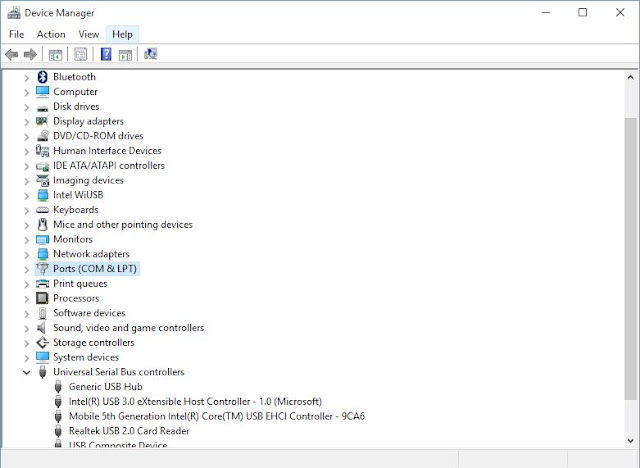 Device Manager
File Action View Help
Bluetooth
Computer
Disk drives
Display adapters
DVD/CD-ROM drives
Human Interface Devices
IDE ATA/ATAPI controllers
Imaging devices
Intel WiUSB
Keyboards
Mice and other pointing devices
Monitors
Network adapters
Ports (COM & LPT)
Print queues
Processors
Software devices
Sound, video and game controllers
Storage controllers
System devices
Universal Serial Bus controllers
Generic USB Hub
Intel(R) USB 3.0 eXtensible Host Controller - 1.0 (Microsoft)
Mobile 5th Generation Intel(R) Core(TM) USB EHCI Controller - 9CA6
Realtek USB 2.0 Card Reader
USB Composite Device